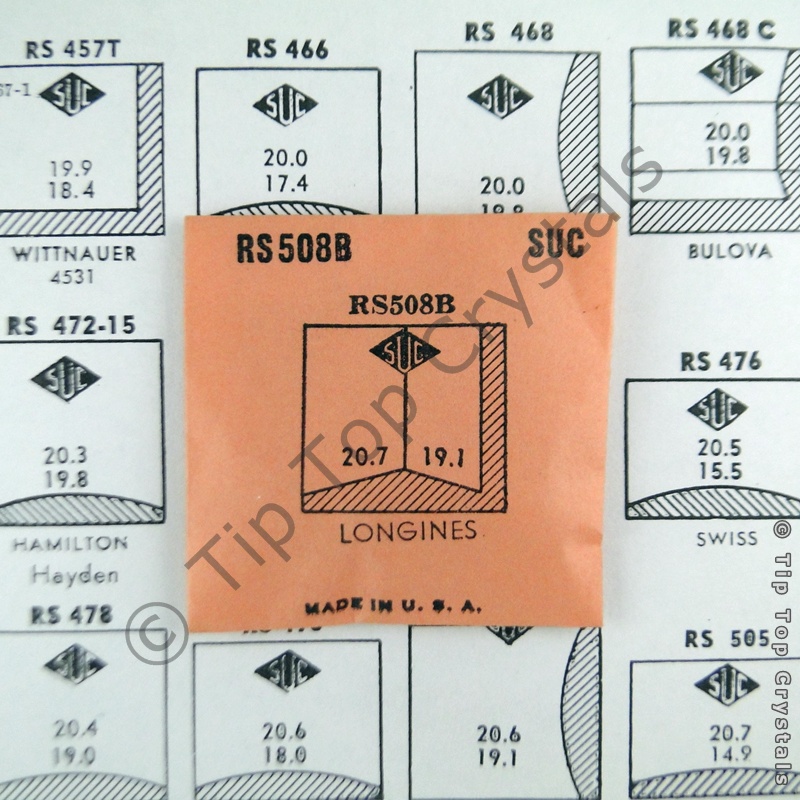 RS 457T
SUC
67-1
19.9
18.4
WITTNAUER
4531
RS 466
SUC
20.0
17.4
RS 468
SUC
20.0
RS 468 C
SUC
20.0
19.8
BULOVA
RS 472-15
SUC
20.3
19.8
HAMILTON
Hayden
RS508B SUC
RS508B
SUC
20.7 19.1
LONGINES
MADE IN U. S. A.
RS 476
SUC
20.5
15.5
SWISS
RS 478
SUC
20.4
19.0
SUC
20.6
18.0
20.6
19.1
RS 505
SUC
20.7
14.9
© Tip Top Crystals
© Tip Top Crystals